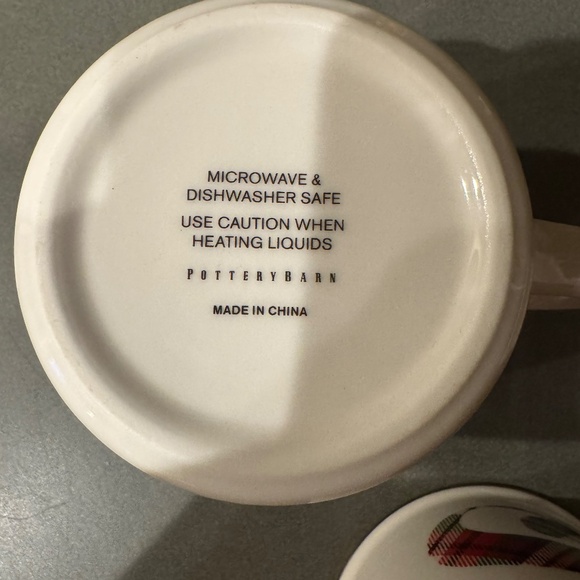 MICROWAVE &
DISHWASHER SAFE
USE CAUTION WHEN
HEATING LIQUIDS
POTTERYBARN
MADE IN CHINA